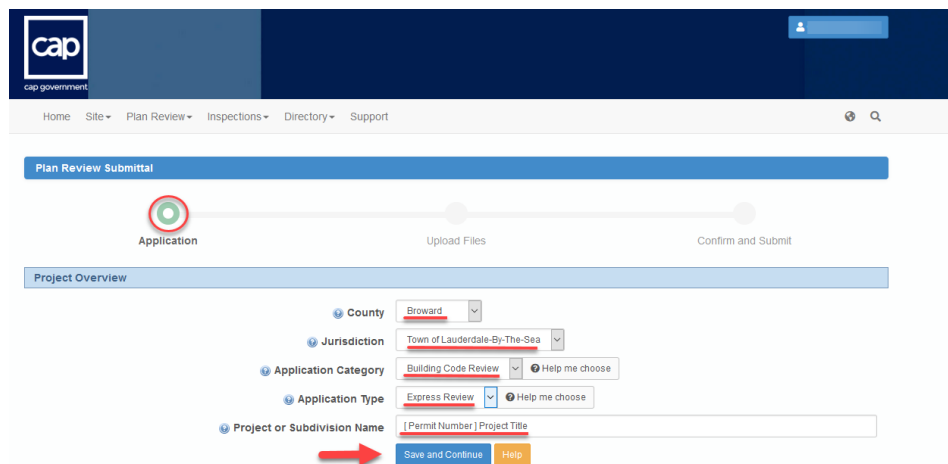 cap
cap government
Home Site Plan Review Inspections Directory Support
Plan Review Submittal
Application Upload Files Confirm and Submit
Project Overview
County Broward
Jurisdiction Town of Lauderdale-By-The-Sea
Application Category Building Code Review Help me choose
Application Type Express Review Help me choose
Project or Subdivision Name [ Permit Number ] Project Title
Save and Continue Help